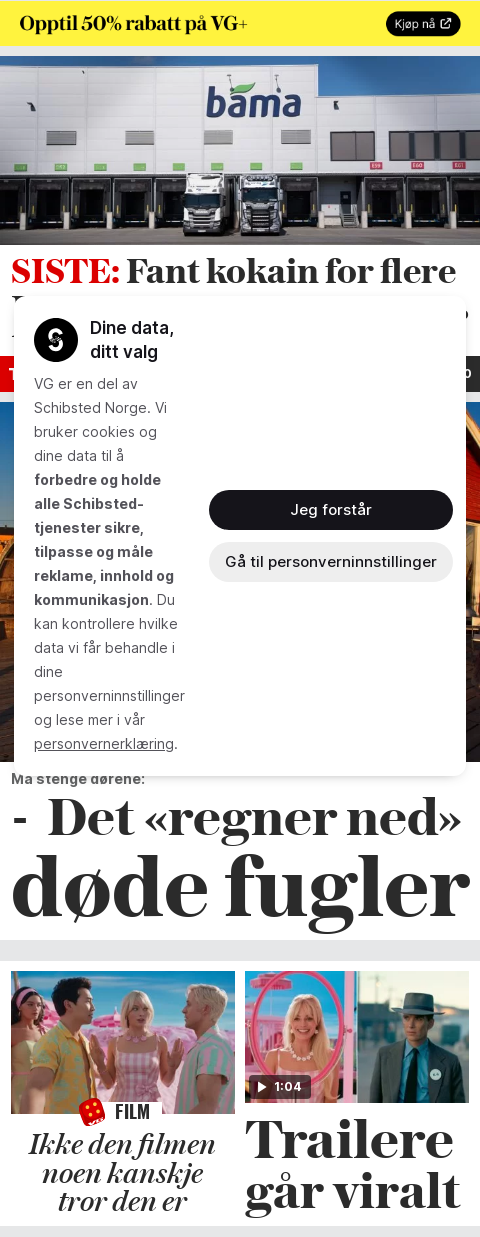 Opptil 50% rabatt på VG+
Kjøp nå
bama
E59
E60
E61
SISTE: Fant kokain for flere
Dine data,
ditt valg
VG er en del av
Schibsted Norge. Vi
bruker cookies og
dine data til å
forbedre og holde
alle Schibsted-
tjenester sikre,
tilpasse og måle
reklame, innhold og
kommunikasjon. Du
kan kontrollere hvilke
data vi får behandle i
dine
personverninnstillinger
og lese mer i vår
personvernerklæring.
Jeg forstår
Gå til personverninnstillinger
Må stenge dørene:
- Det «regner ned»
døde fugler
FILM
Ikke den filmen
noen kanskje
tror den er
1:04
Trailere
går viralt